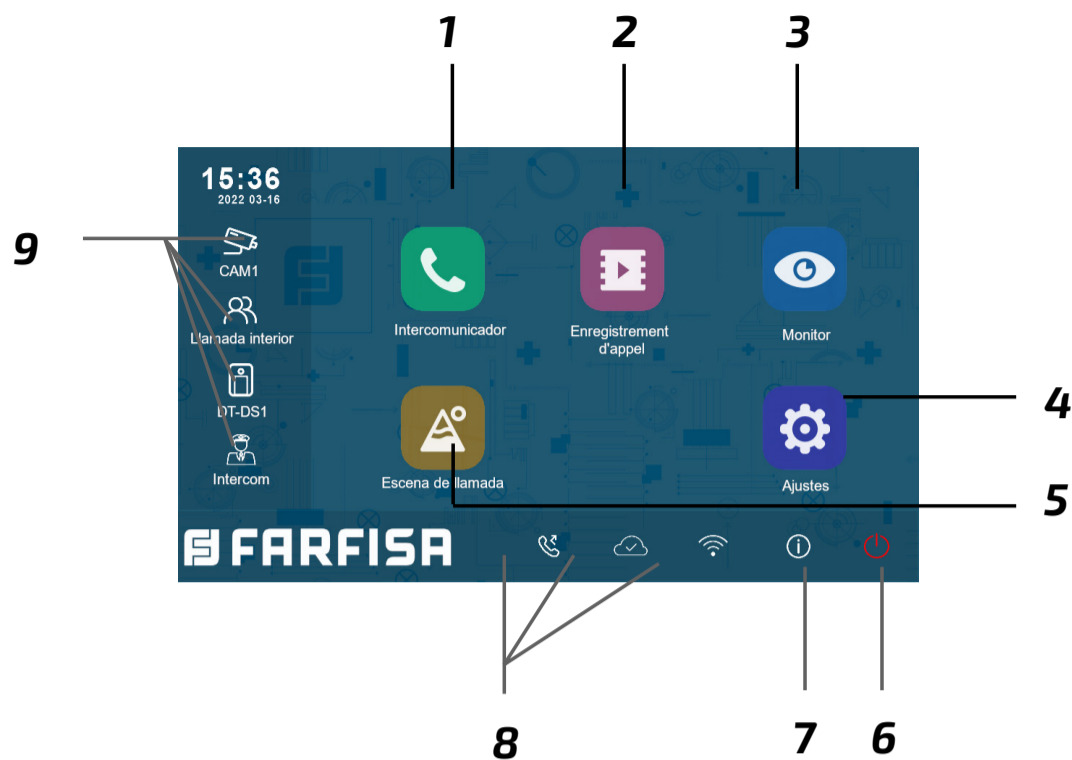 1
2
3
15:36
2022 03-16
9
CAM1
Intercomunicador
Enregistrement
d'appel
Monitor
Llamada interior
4
DT-DS1
Intercom
Escena de llamada
Ajustes
5
FARFISA
8
7
6